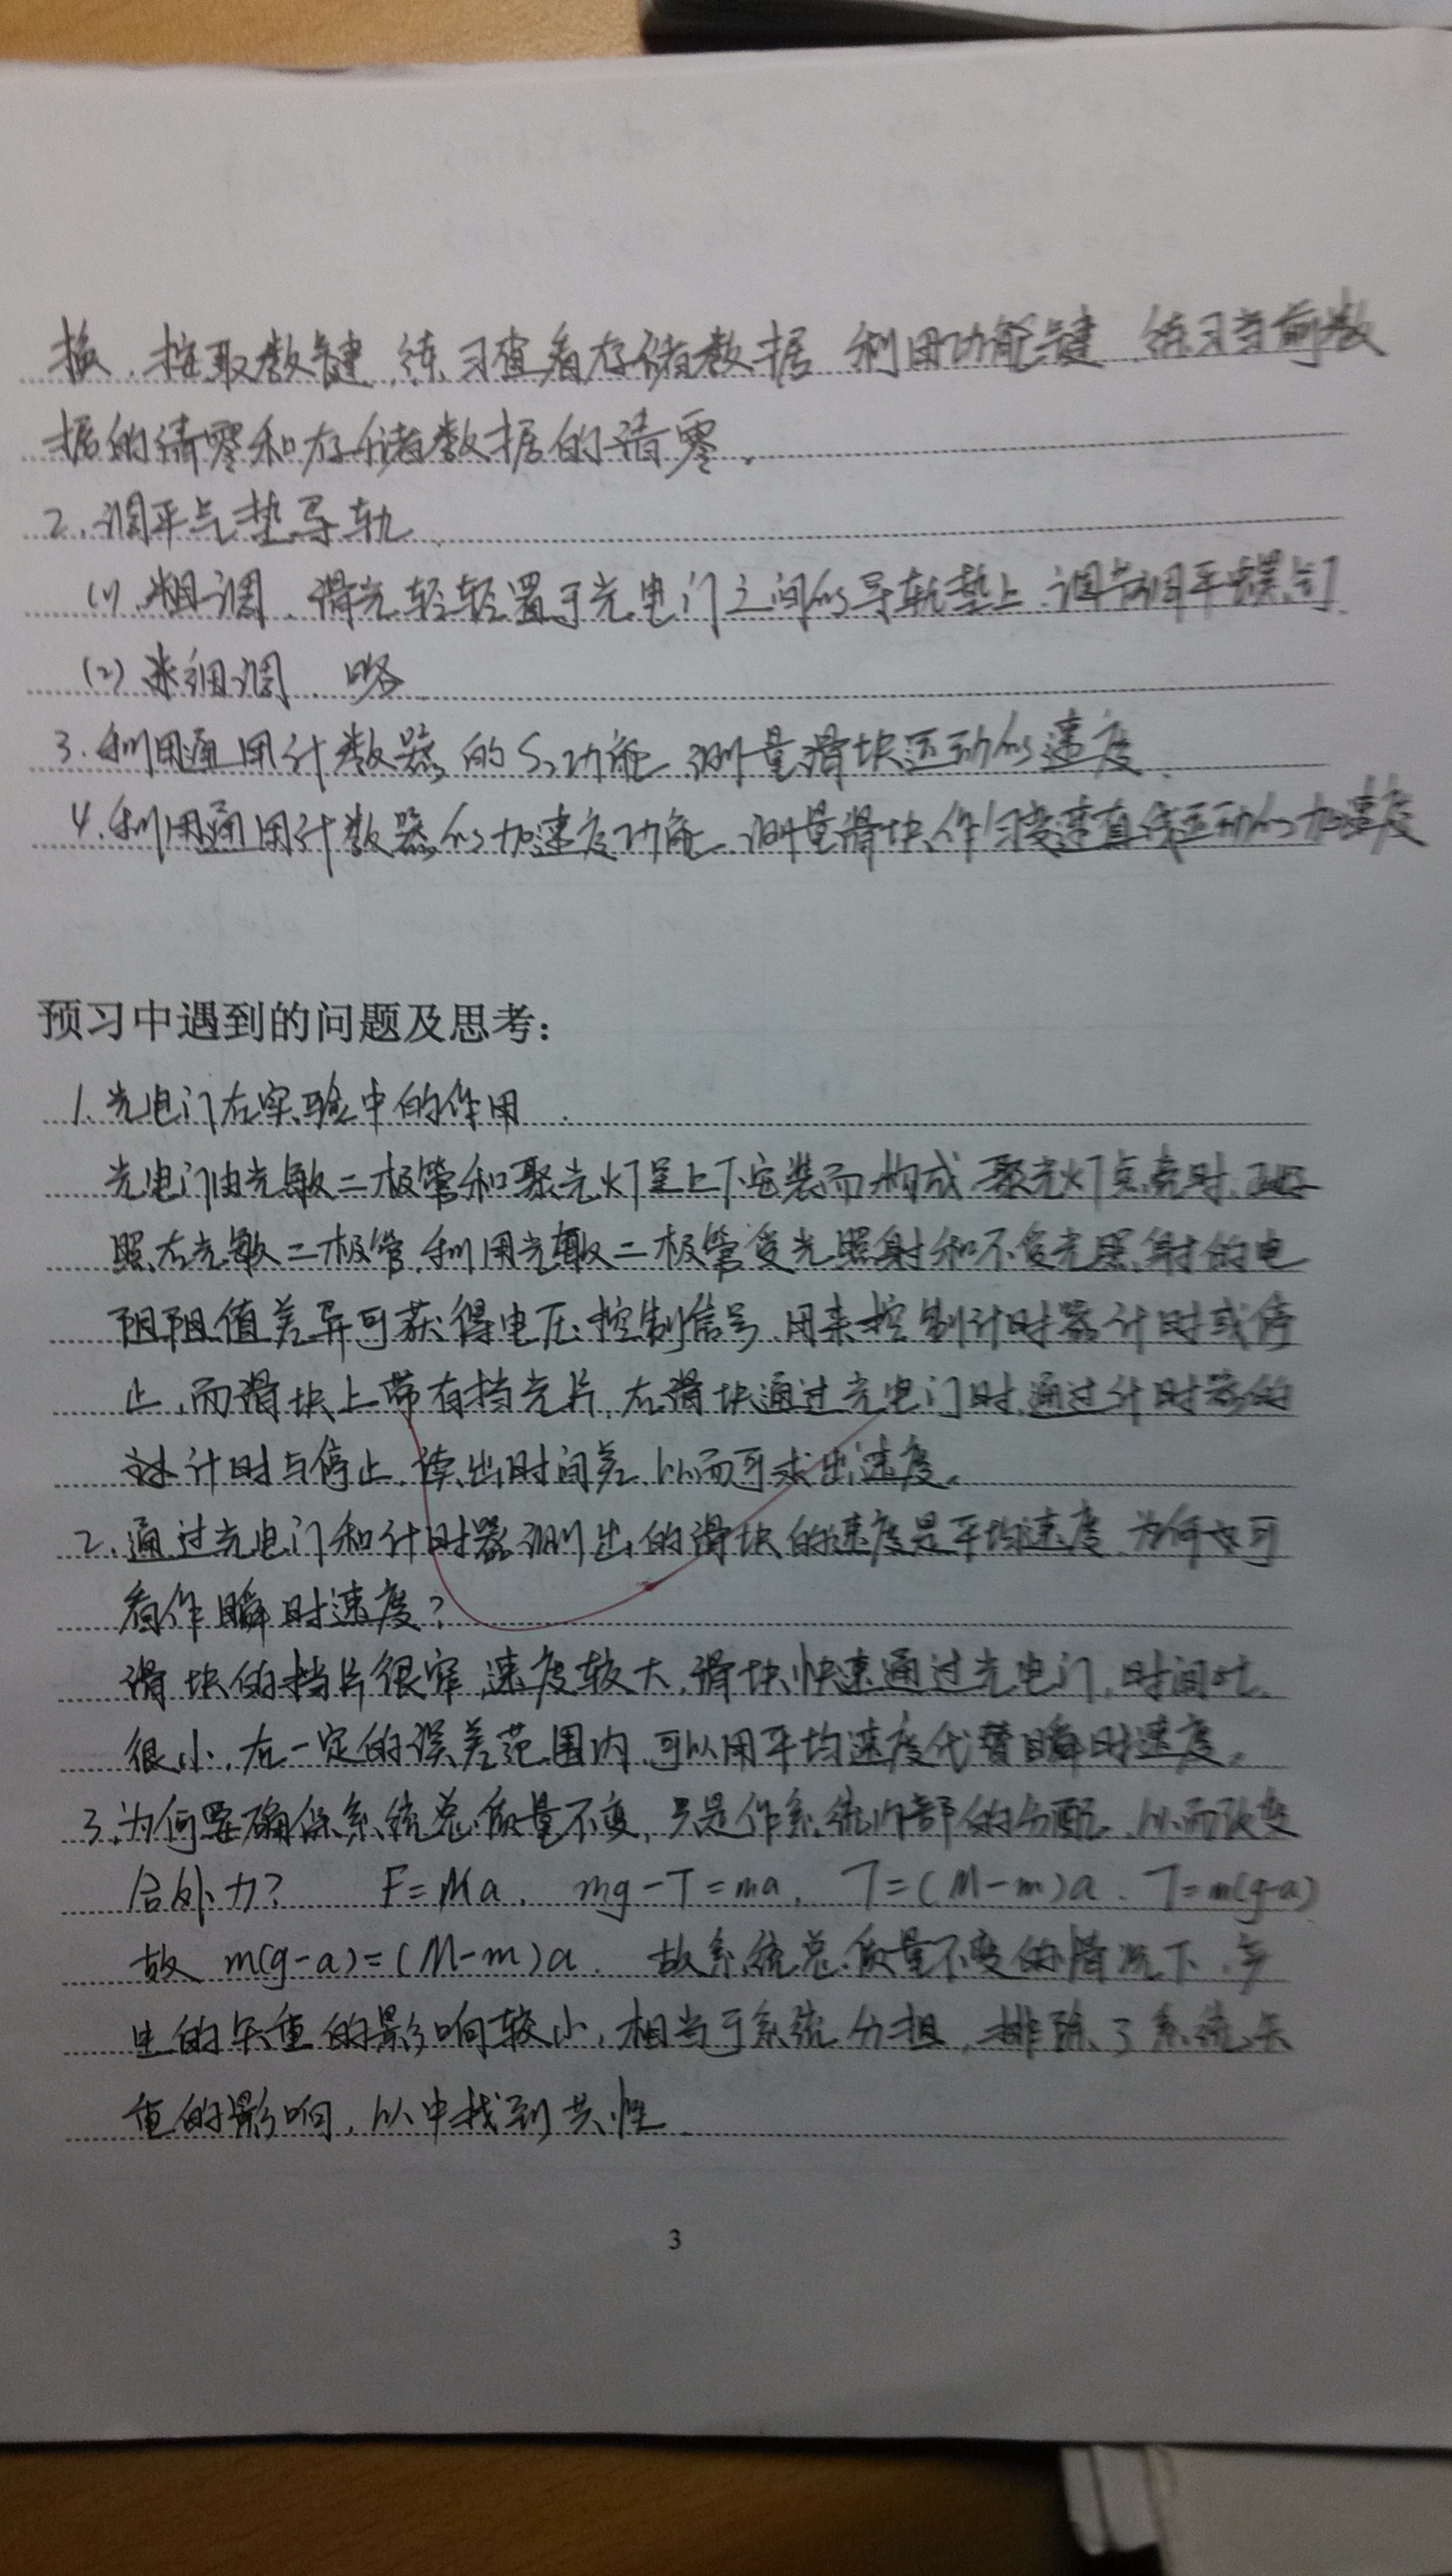 换、按取数键,练习查看存储数据 利用功能键 练习当前数
据的清零和存储数据的清零。
2.调平气垫导轨
(1)粗调、滑块轻轻置于光电门之间的导轨垫上,调节调平螺钉.
(2)细调、略
3.利用通用计数器的S2功能 测量滑块运动的速度.
4.利用通用计数器的加速度功能、测量滑块作匀变速直线运动的加速度
预习中遇到的问题及思考:
1.光电门在实验中的作用.
光电门由光敏二极管和聚光灯呈上下安装而构成 聚光灯点亮时,正好
照在光敏二极管,利用光敏二极管受光照射和不受光照射的电
阻阻值差异可获得电压控制信号 用来控制计时器计时或停
止,而滑块上带有挡光片,在滑块通过光电门时,通过计时器的
计时与停止,读出时间差 从而可求出速度。
2.通过光电门和计时器测出的滑块的速度是平均速度 为何又可
看作瞬时速度?
滑块的挡片很窄 速度较大,滑块快速通过光电门,时间
很小,在一定的误差范围内 可以用平均速度代替瞬时速度。
3.为何要确保系统总质量不变,只是作系统内部的分配、从而改变
合外力? F=Ma. mg-T=ma. T=(M-m)a. T=m(g-a)
故 m(g-a)=(M-m)a. 故系统总质量不变的情况下,产
生的失重的影响较小,相当于系统分担,排除了系统失
重的影响,从中找到共性.
3